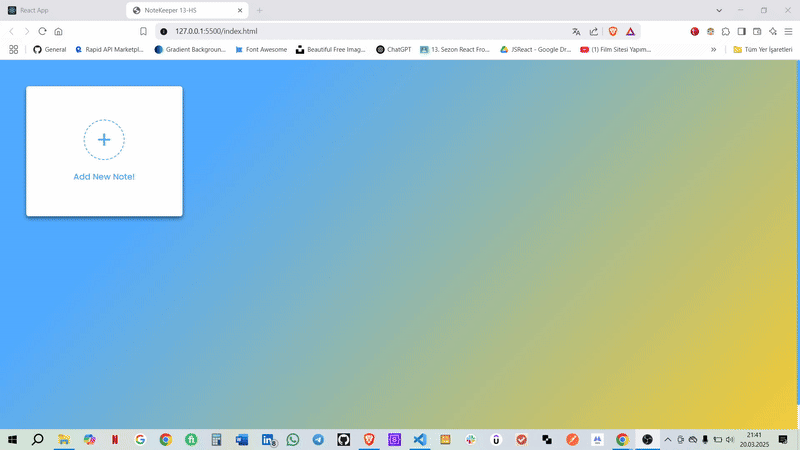 React App
NoteKeeper 13-HS
127.0.0.1:5500/index.html
General
Rapid API Marketpl...
Gradient Backgroun...
Font Awesome
Beautiful Free Imag...
ChatGPT
13. Sezon React Fro...
JSReact - Google Dr...
(1) Film Sitesi Yapım...
Tüm Yer İşaretleri
Add New Note!
21:41
20.03.2025